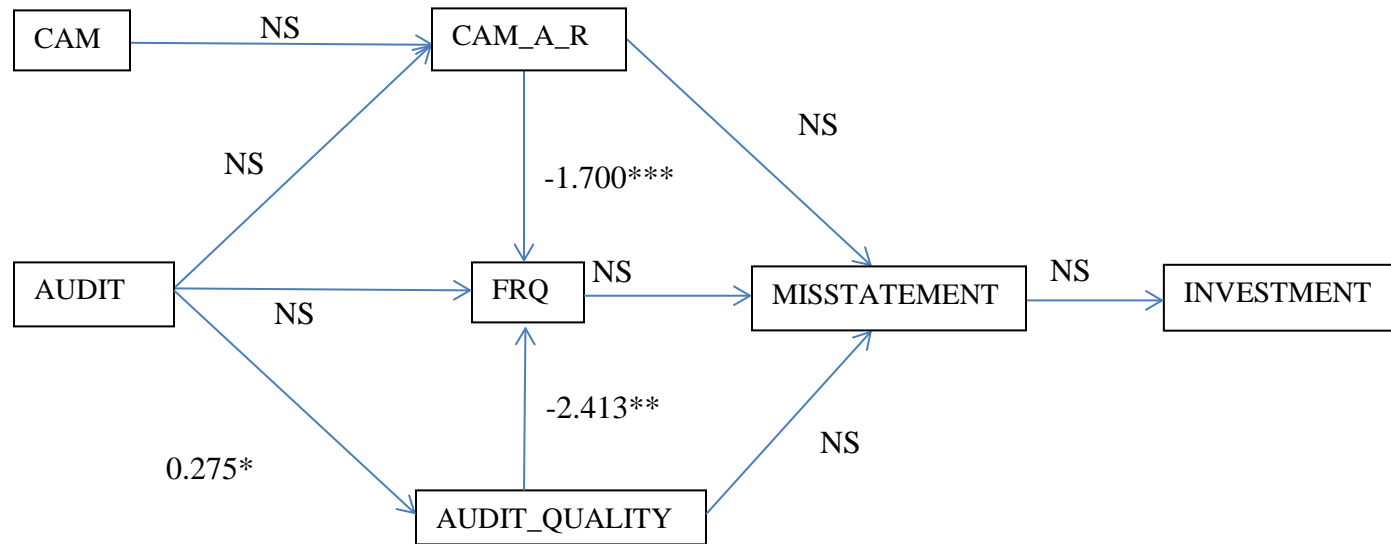 CAM
NS
CAM_A_R
NS
NS
-1.700***
AUDIT
NS
FRQ
NS
MISSTATEMENT
NS
INVESTMENT
-2.413**
NS
0.275*
AUDIT_QUALITY